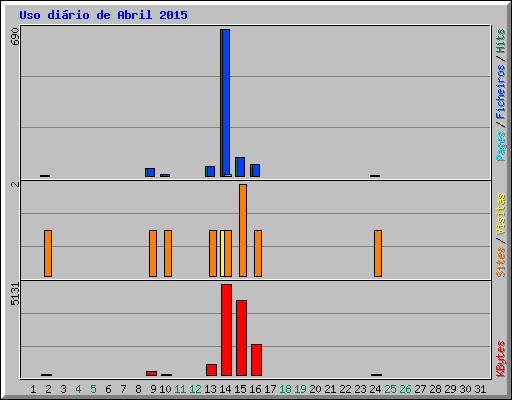 Uso diário de Abril 2015
690
Pages / Ficheiros / Hits
2
Sites / Visitas
5131
KBytes
1 2 3 4 5 6 7 8 9 10 11 12 13 14 15 16 17 18 19 20 21 22 23 24 25 26 27 28 29 30 31